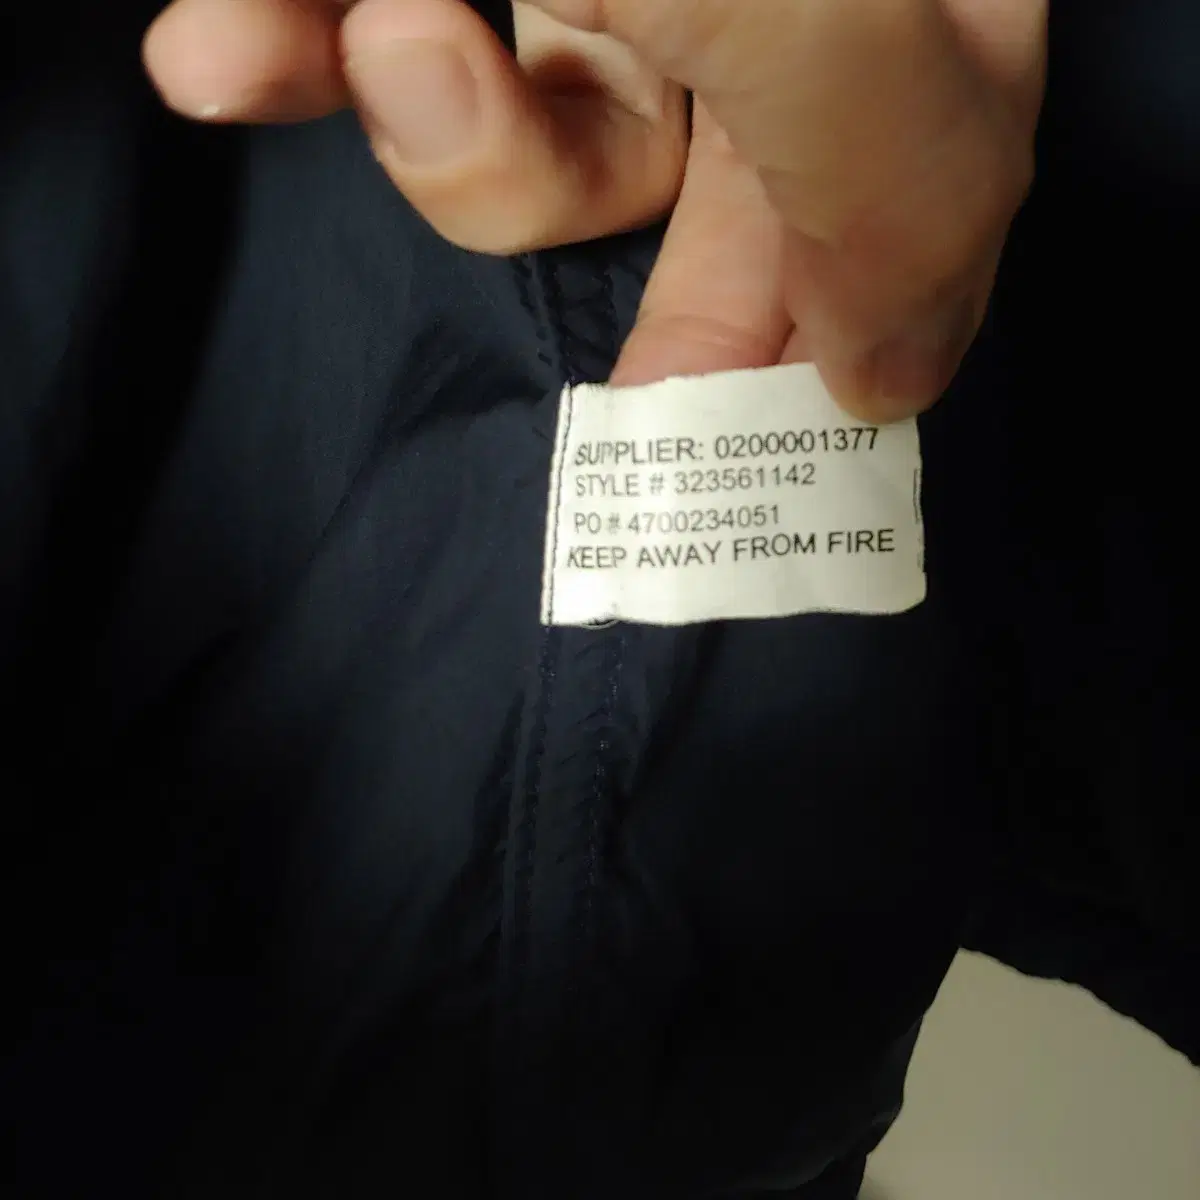 SUPPLIER: 0200001377
STYLE # 323561142
PO # 4700234051
KEEP AWAY FROM FIRE